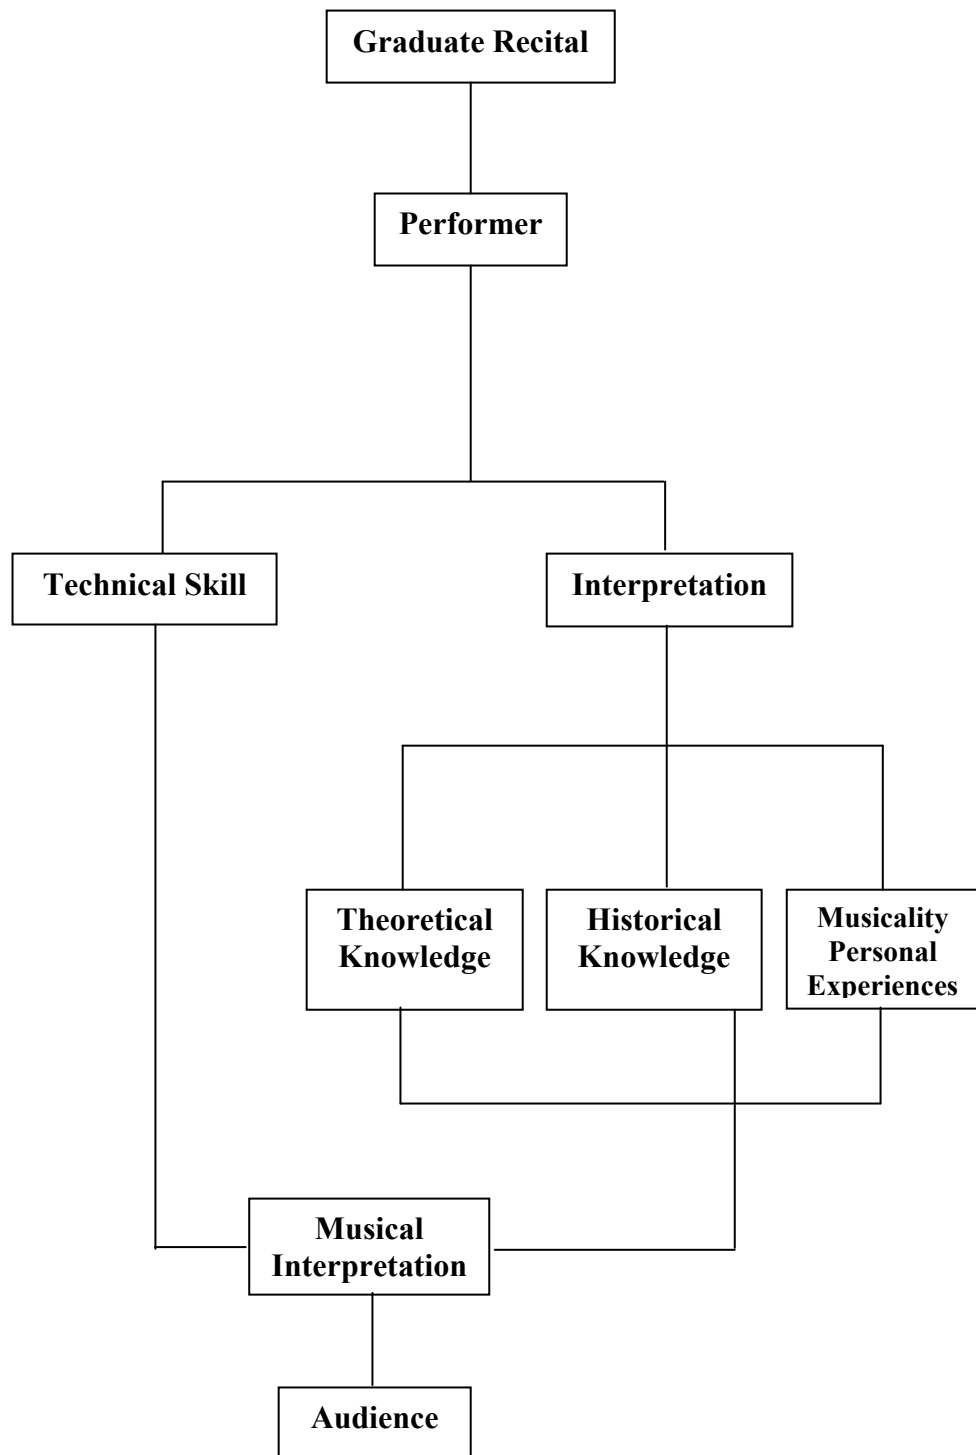 Graduate Recital
Performer
Technical Skill
Interpretation
Theoretical
Knowledge
Historical
Knowledge
Musicality
Personal
Experiences
Musical
Interpretation
Audience